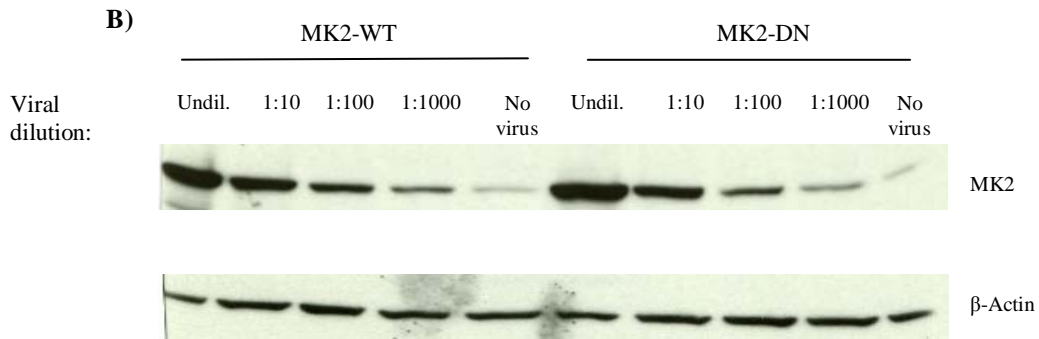 B)
MK2-WT MK2-DN
Viral dilution: Undil. 1:10 1:100 1:1000 No virus Undil. 1:10 1:100 1:1000 No virus
MK2
β-Actin